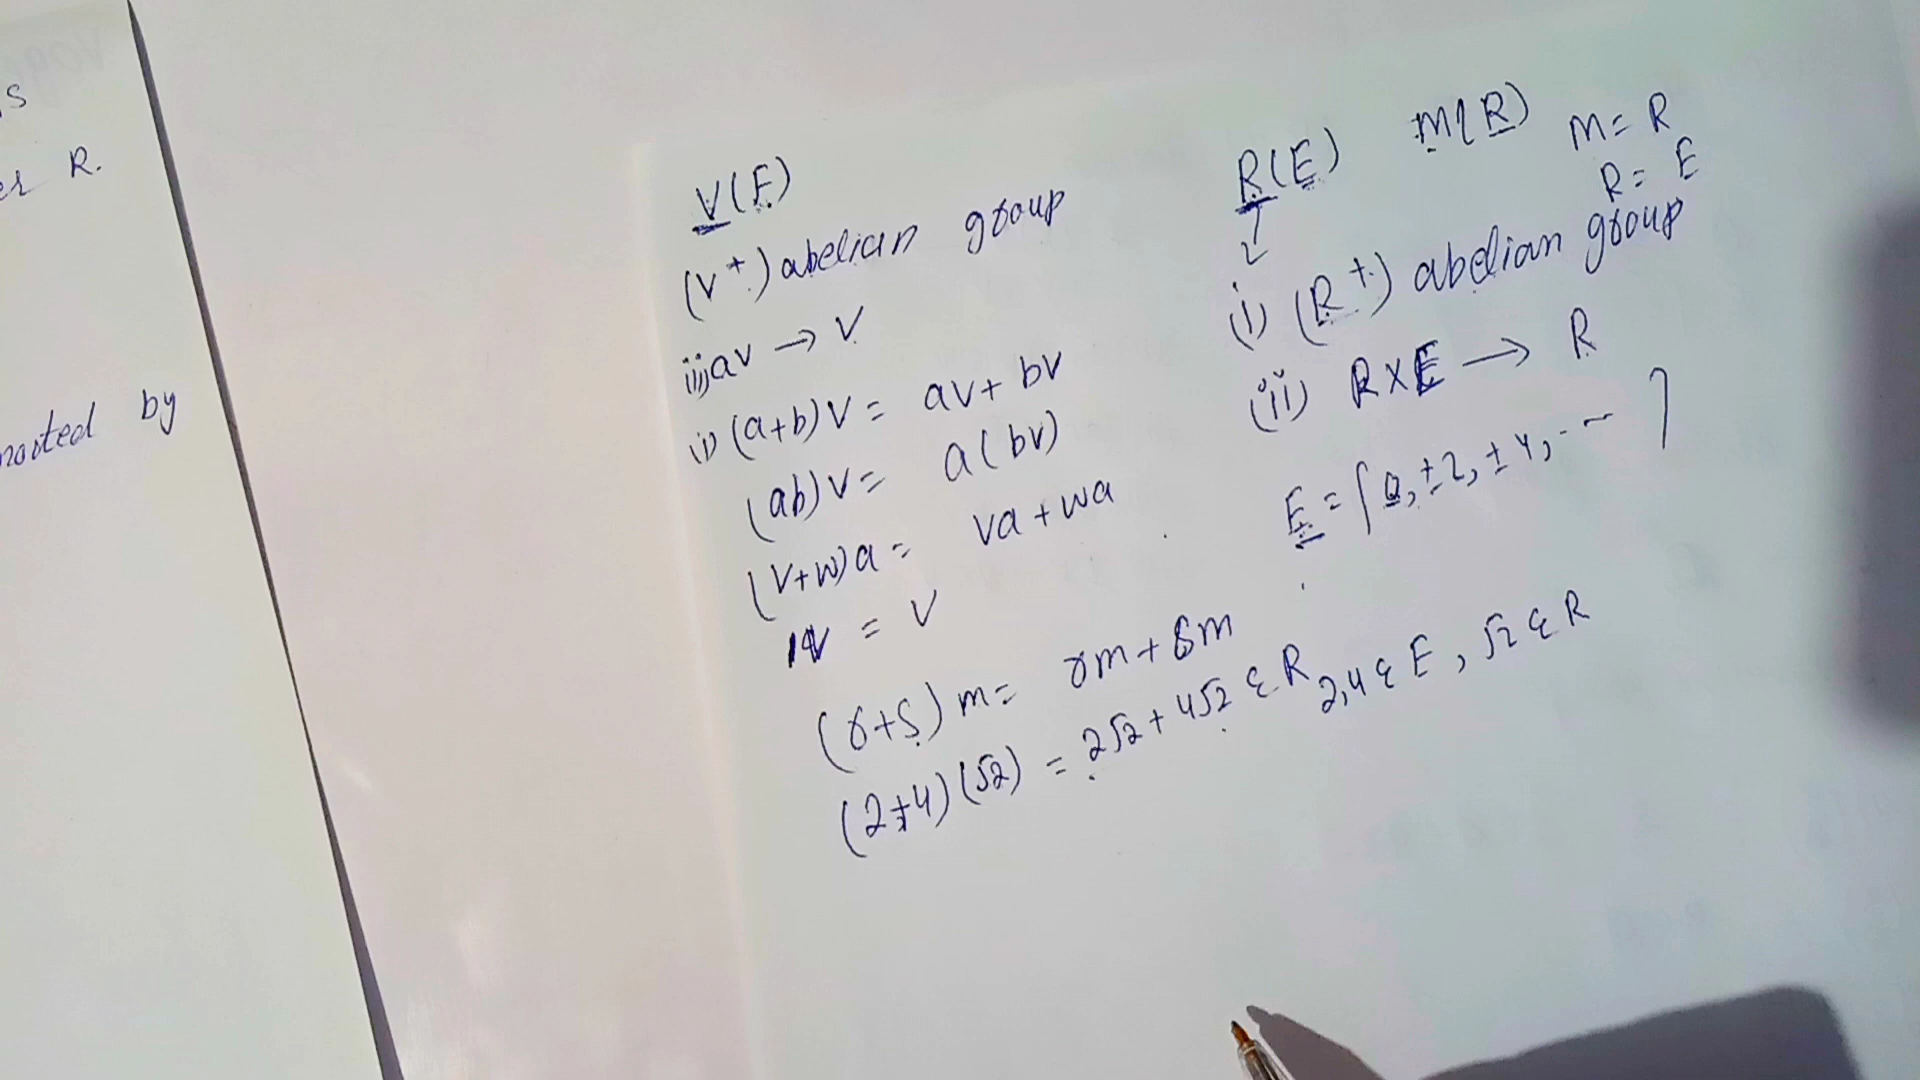 s
R.
by
V(F)
(V +) abelian group
iii) av → V
ii) (a+b)V = av + bv
(ab)V = a(bv)
(V+W)a = va + wa
1V = V
(r+s) m = rm + sm
(2+4)(√2) = 2√2 + 4√2 ε R 2,4 ε E, √2 ε R
R(E) M(R) M = R
R = E
(i) (R +) abelian group
(ii) R×E → R
E = {0, ±2, ±4, - - }